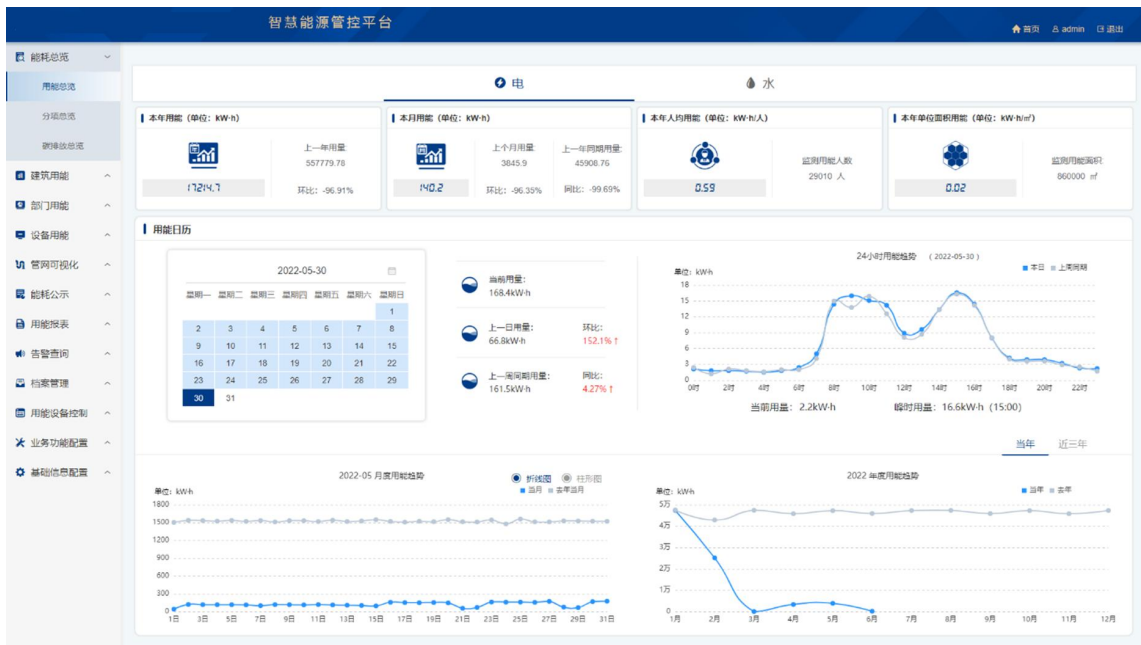 智慧能源管控平台
首页 admin 退出
能耗总览
用能总览
分项总览
碳排放总览
建筑用能
部门用能
设备用能
管网可视化
能耗公示
用能报表
告警查询
档案管理
用能设备控制
业务功能配置
基础信息配置
电 水
本年用能（单位：kW·h）
上一年用量
557779.78
17214.7
环比：-96.91%
本月用能（单位：kW·h）
上个月用量 上一年同期用量:
3845.9 45908.76
140.2
环比：-96.35% 同比：-99.69%
本年人均用能（单位：kW·h/人）
监测用能人数
29010 人
0.59
本年单位面积用能（单位：kW·h/㎡）
监测用能面积
860000 ㎡
0.02
用能日历
2022-05-30
星期一 星期二 星期三 星期四 星期五 星期六 星期日
1
2 3 4 5 6 7 8
9 10 11 12 13 14 15
16 17 18 19 20 21 22
23 24 25 26 27 28 29
30 31
当前用量：
168.4kW·h
上一日用量： 环比：
66.8kW·h 152.1%↑
上一周同期用量： 同比：
161.5kW·h 4.27%↑
24小时用能趋势 （2022-05-30）
单位：kW·h
本日 上周同期
18
15
12
9
6
3
0
0时 2时 4时 6时 8时 10时 12时 14时 16时 18时 20时 22时
当前用量：2.2kW·h 峰时用量：16.6kW·h (15:00)
当年 近三年
2022-05 月度用能趋势
折线图 柱形图
单位：kW·h
当月 去年当月
1800
1500
1200
900
600
300
0
1日 3日 5日 7日 9日 11日 13日 15日 17日 19日 21日 23日 25日 27日 29日 31日
2022 年度用能趋势
单位：kW·h
当年 去年
5万
4万
3万
2万
1万
0
1月 2月 3月 4月 5月 6月 7月 8月 9月 10月 11月 12月